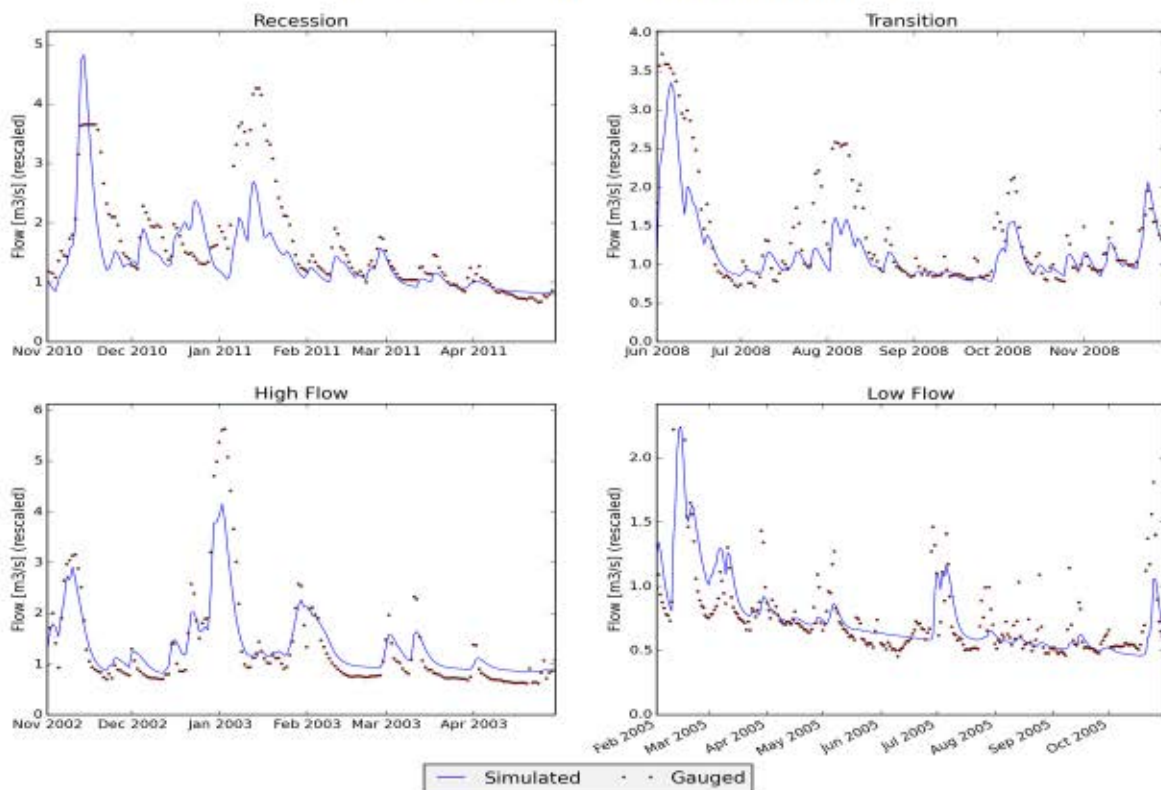 Recession
Flow [m3/s] (rescaled)
5
4
3
2
1
0
Nov 2010 Dec 2010 Jan 2011 Feb 2011 Mar 2011 Apr 2011
Transition
Flow [m3/s] (rescaled)
4.0
3.5
3.0
2.5
2.0
1.5
1.0
0.5
0.0
Jun 2008 Jul 2008 Aug 2008 Sep 2008 Oct 2008 Nov 2008
High Flow
Flow [m3/s] (rescaled)
6
5
4
3
2
1
0
Nov 2002 Dec 2002 Jan 2003 Feb 2003 Mar 2003 Apr 2003
Low Flow
Flow [m3/s] (rescaled)
2.0
1.5
1.0
0.5
0.0
Feb 2005 Mar 2005 Apr 2005 May 2005 Jun 2005 Jul 2005 Aug 2005 Sep 2005 Oct 2005
Simulated Gauged